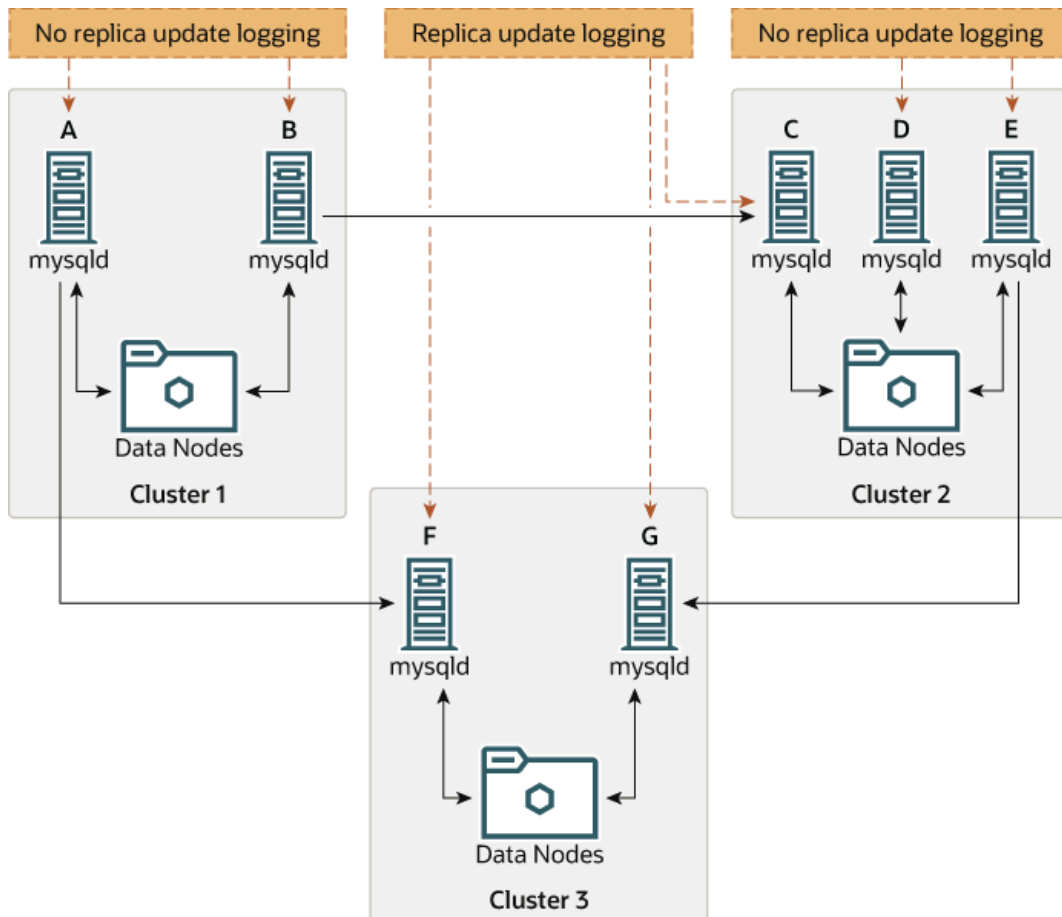 No replica update logging
Replica update logging
No replica update logging
A
B
C
D
E
mysqld
mysqld
mysqld
mysqld
mysqld
Data Nodes
Data Nodes
Cluster 1
Cluster 2
F
G
mysqld
mysqld
Data Nodes
Cluster 3